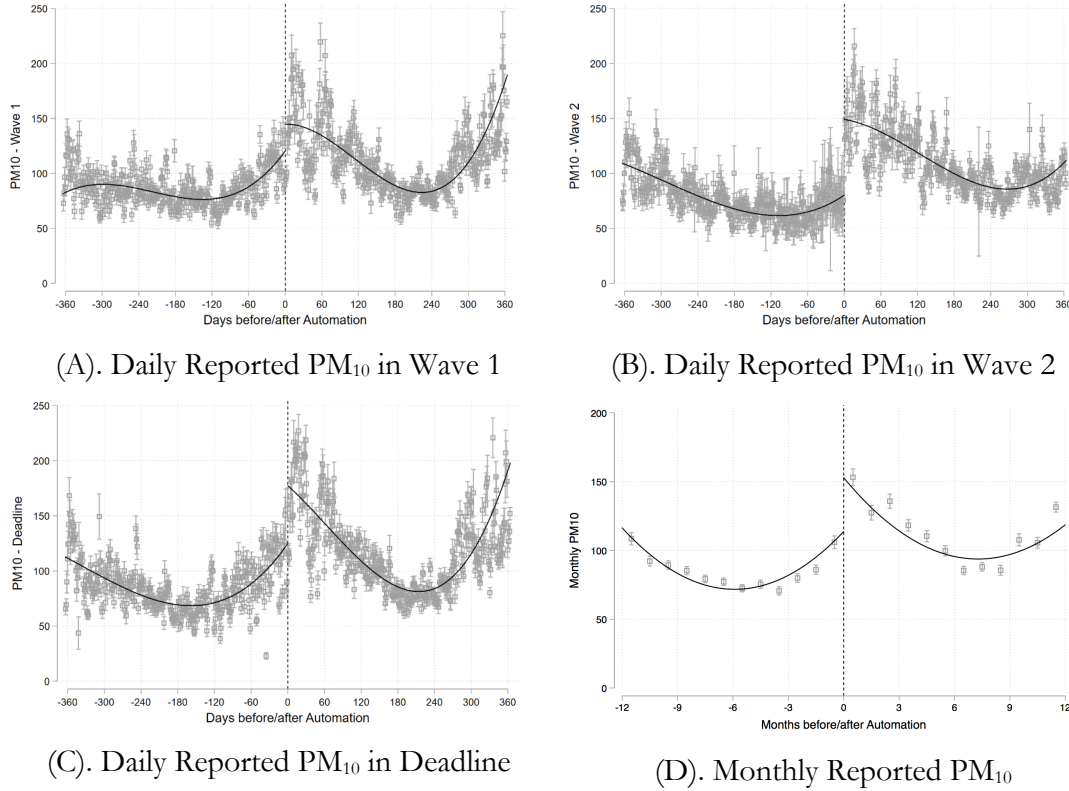 250
200
150
100
50
0
PM10 - Wave 1
-360 -300 -240 -180 -120 -60 0 60 120 180 240 300 360
Days before/after Automation
(A). Daily Reported PM₁₀ in Wave 1
250
200
150
100
50
0
PM10 - Wave 2
-360 -300 -240 -180 -120 -60 0 60 120 180 240 300 360
Days before/after Automation
(B). Daily Reported PM₁₀ in Wave 2
250
200
150
100
50
0
PM10 - Deadline
-360 -300 -240 -180 -120 -60 0 60 120 180 240 300 360
Days before/after Automation
(C). Daily Reported PM₁₀ in Deadline
200
150
100
50
0
Monthly PM10
-12 -9 -6 -3 0 3 6 9 12
Months before/after Automation
(D). Monthly Reported PM₁₀